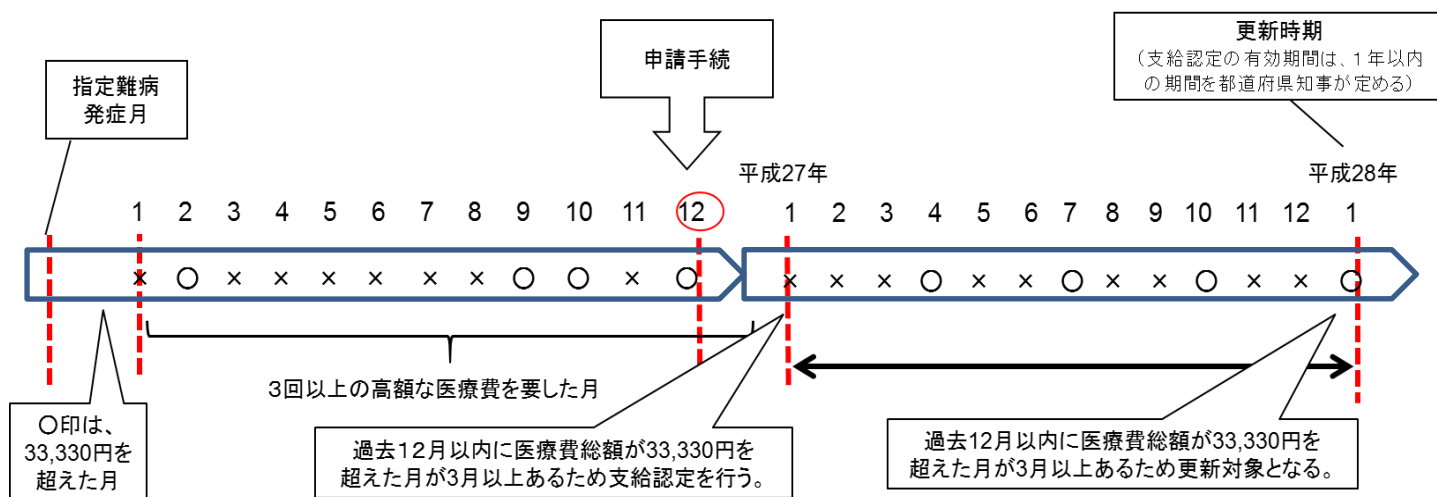 申請手続
更新時期
(支給認定の有効期間は、1年以内
の期間を都道府県知事が定める)
指定難病
発症月
平成27年
平成28年
1 2 3 4 5 6 7 8 9 10 11 12 1 2 3 4 5 6 7 8 9 10 11 12 1
× ○ × × × × × × ○ ○ × ○ × × × ○ × × ○ × × ○ × × ○
3回以上の高額な医療費を要した月
○印は、
33,330円を
超えた月
過去12月以内に医療費総額が33,330円を
超えた月が3月以上あるため支給認定を行う。
過去12月以内に医療費総額が33,330円を
超えた月が3月以上あるため更新対象となる。